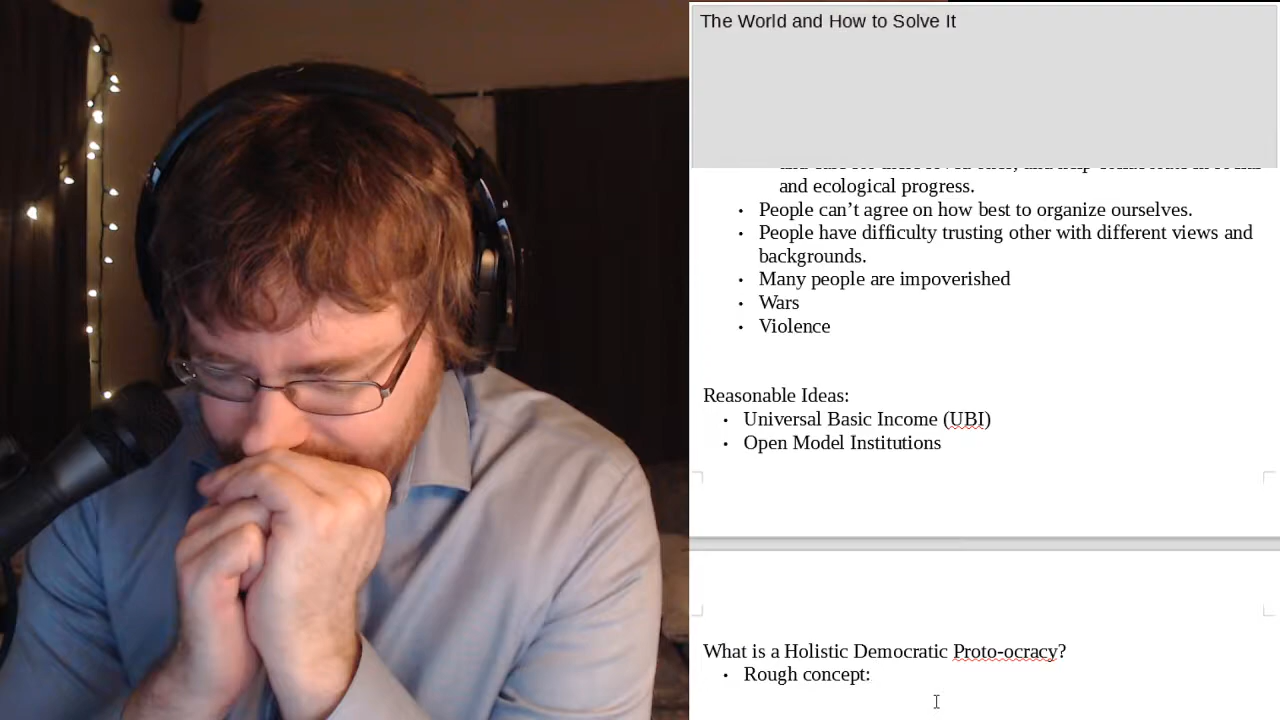 The World and How to Solve It
and ecological progress.
• People can’t agree on how best to organize ourselves.
• People have difficulty trusting other with different views and
backgrounds.
• Many people are impoverished
• Wars
• Violence
Reasonable Ideas:
• Universal Basic Income (UBI)
• Open Model Institutions
What is a Holistic Democratic Proto-ocracy?
• Rough concept: